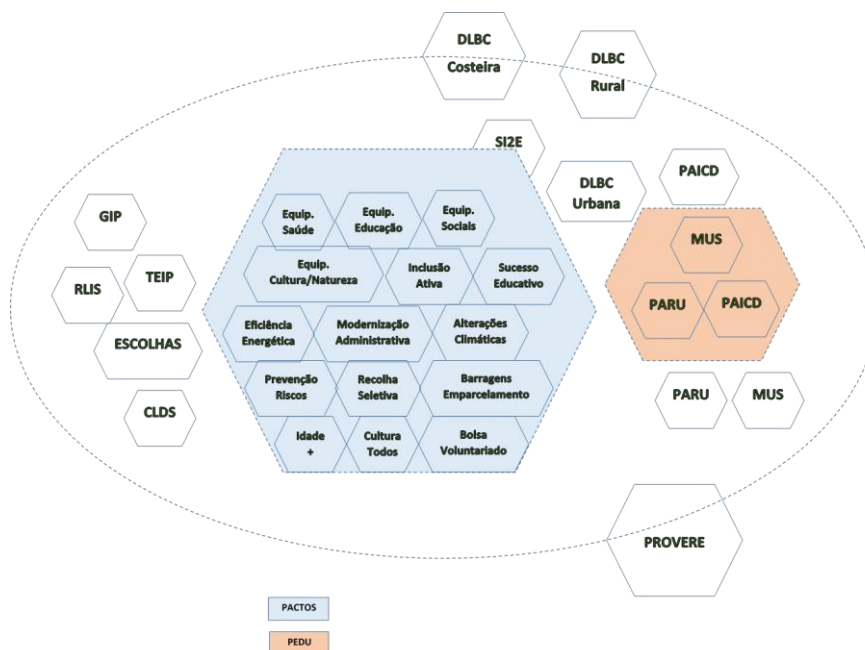 DLBC
Costeira
DLBC
Rural
SI2E
DLBC
Urbana
PAICD
GIP
TEIP
RLIS
ESCOLHAS
CLDS
Equip.
Saúde
Equip.
Educação
Equip.
Sociais
Equip.
Cultura/Natureza
Inclusão
Ativa
Sucesso
Educativo
Eficiência
Energética
Modernização
Administrativa
Alterações
Climáticas
Prevenção
Riscos
Recolha
Seletiva
Barragens
Emparcelamento
Idade
+
Cultura
Todos
Bolsa
Voluntariado
MUS
PARU
PAICD
PARU
MUS
PROVERE
PACTOS
PEDU